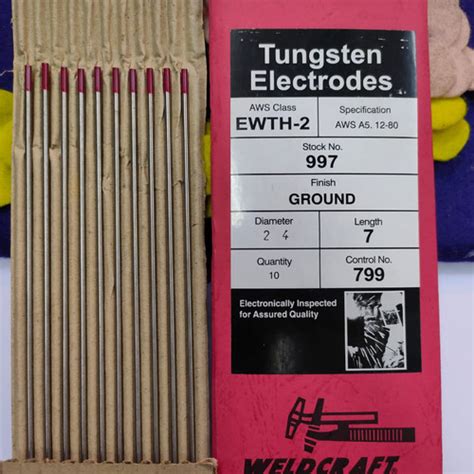 Tungsten
Electrodes
AWS Class
EWTH-2
Specification
AWS A5. 12-80
Stock No.
997
Finish
GROUND
Diameter
2 4
Length
7
Quantity
10
Control No.
799
Electronically Inspected
for Assured Quality
WELDCRAFT